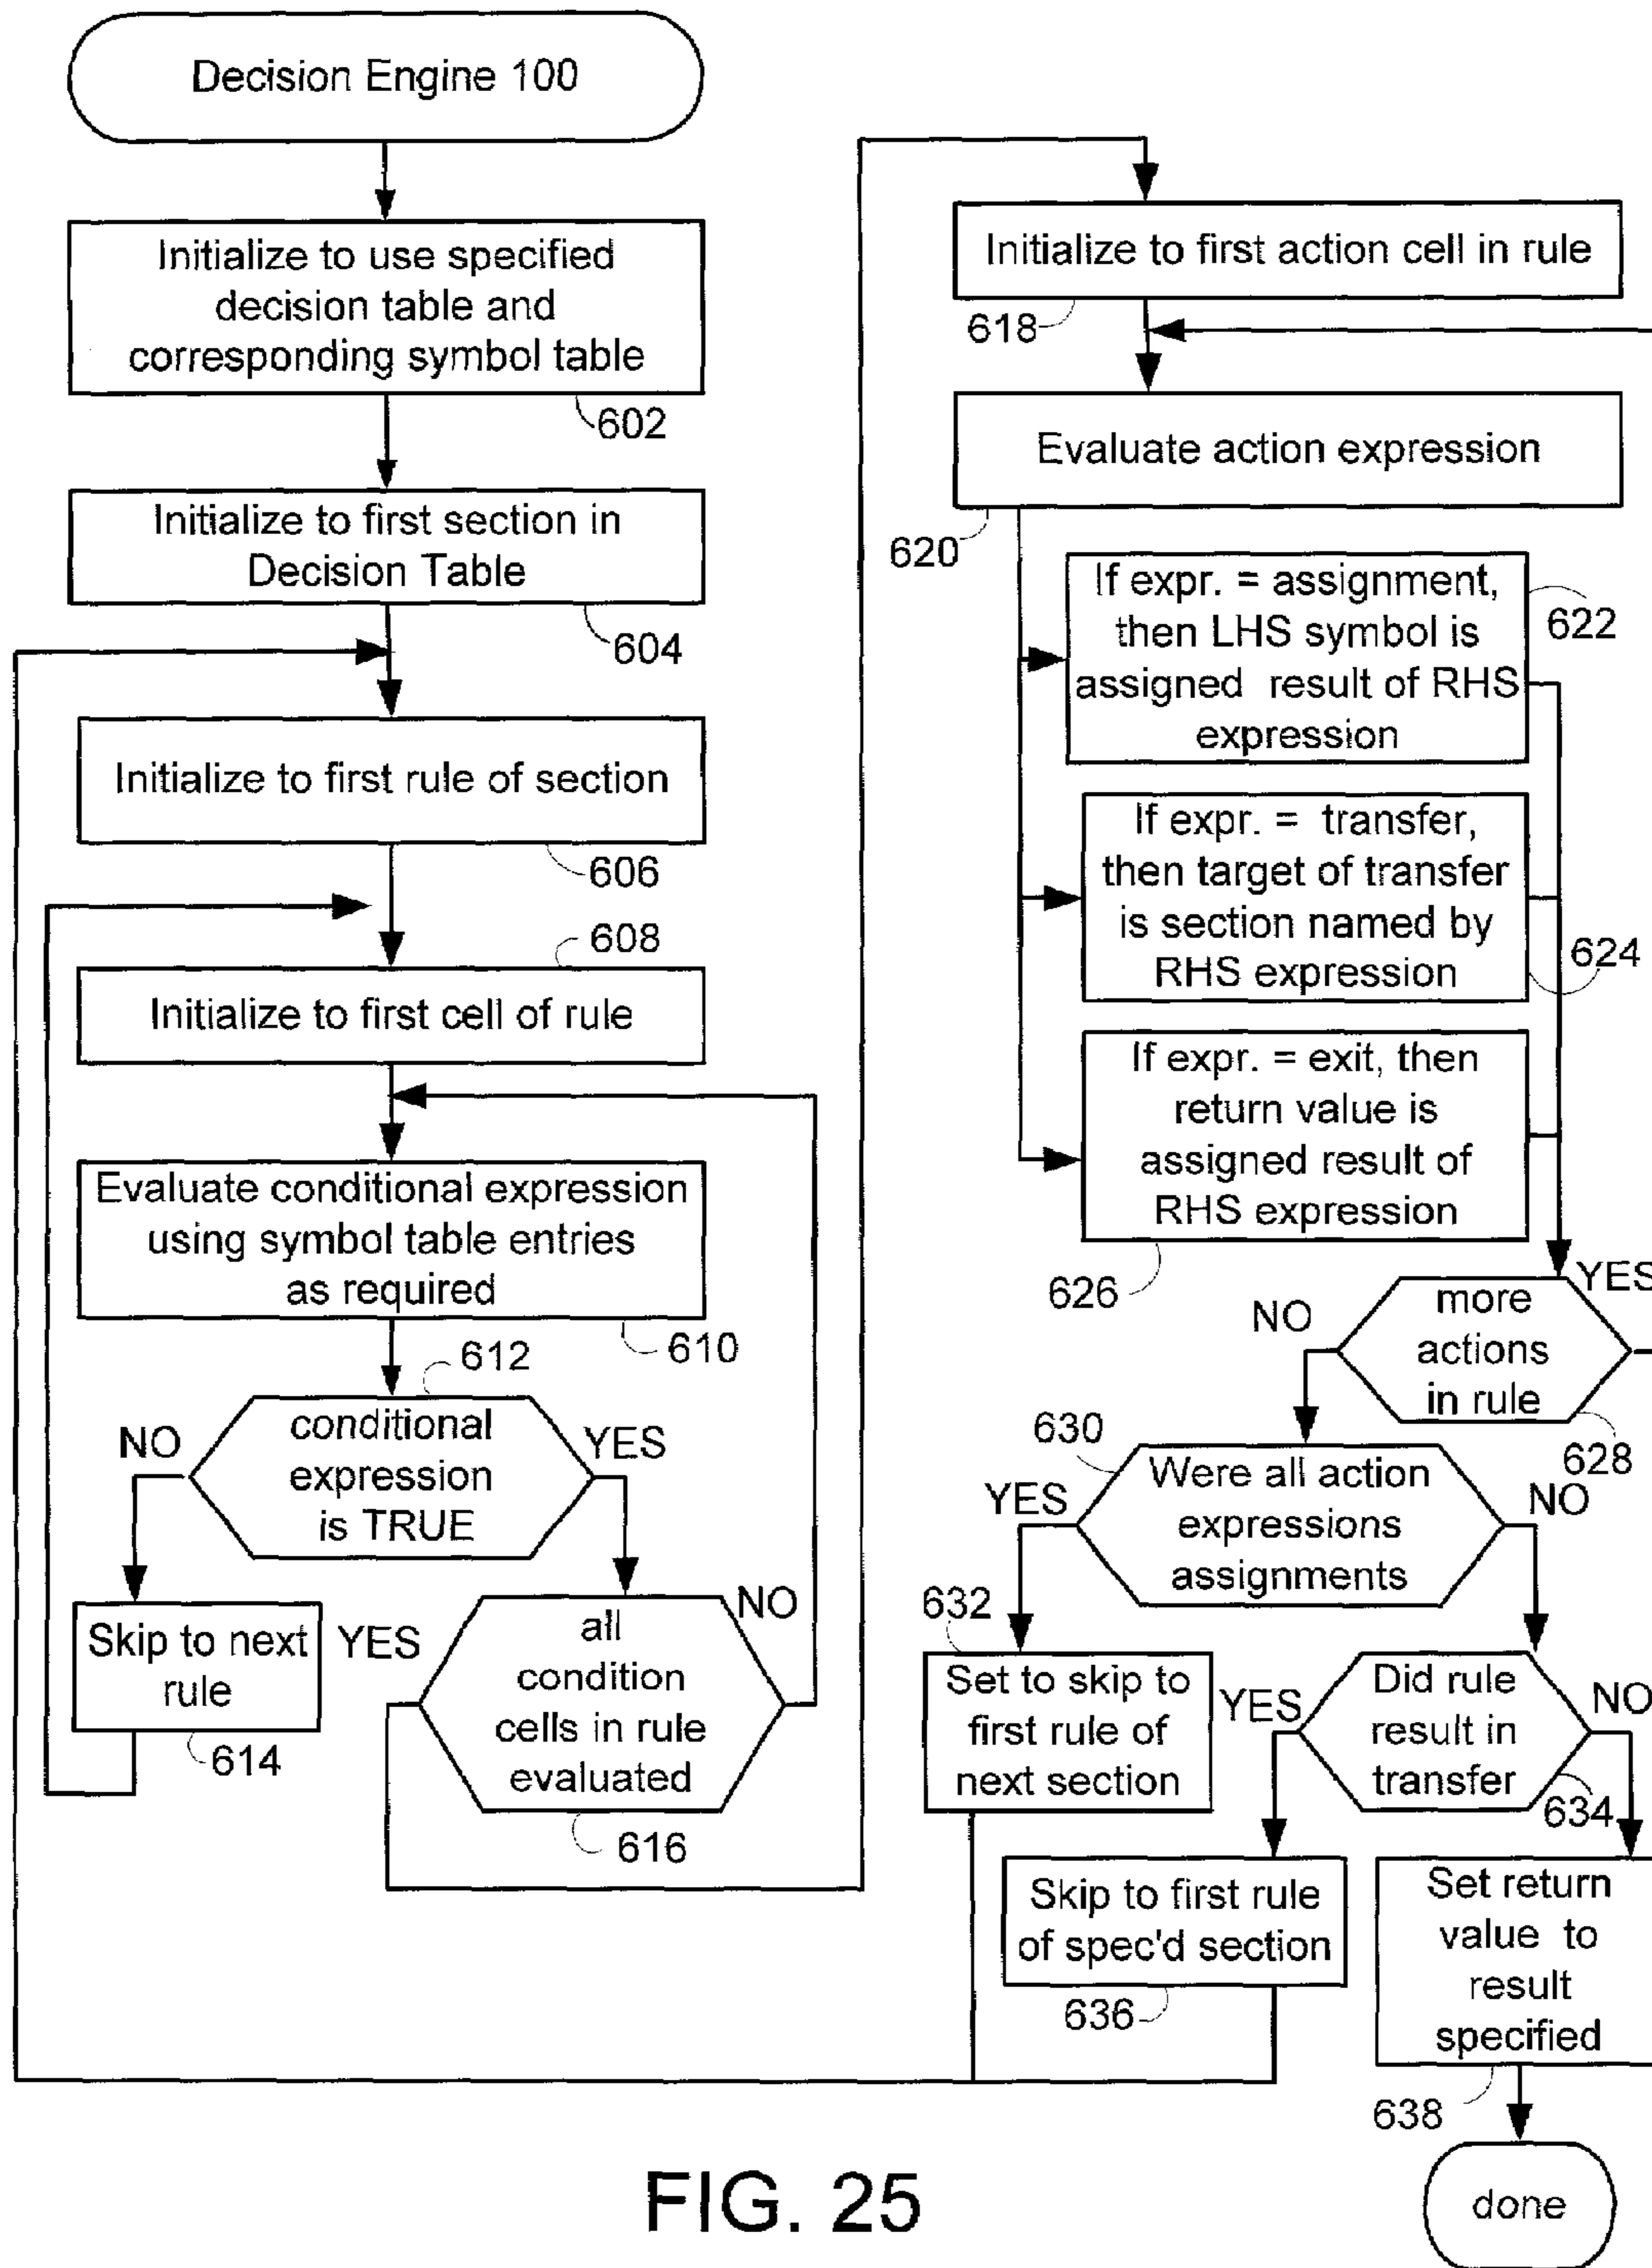 Decision Engine 100
Initialize to use specified
decision table and
corresponding symbol table
602
Initialize to first section in
Decision Table
604
Initialize to first rule of section
606
608
Initialize to first cell of rule
Evaluate conditional expression
using symbol table entries
as required
610
612
conditional
expression
is TRUE
NO
YES
Skip to next
rule
614
YES
all
condition
cells in rule
evaluated
NO
616
Initialize to first action cell in rule
618
Evaluate action expression
620
If expr. = assignment,
then LHS symbol is
assigned result of RHS
expression
622
If expr. = transfer,
then target of transfer
is section named by
RHS expression
624
If expr. = exit, then
return value is
assigned result of
RHS expression
626
YES
NO
more
actions
in rule
628
630
Were all action
expressions
assignments
YES
NO
632
Set to skip to
first rule of
next section
YES
Did rule
result in
transfer
NO
634
Skip to first rule
of spec'd section
636
Set return
value to
result
specified
638
done
FIG. 25